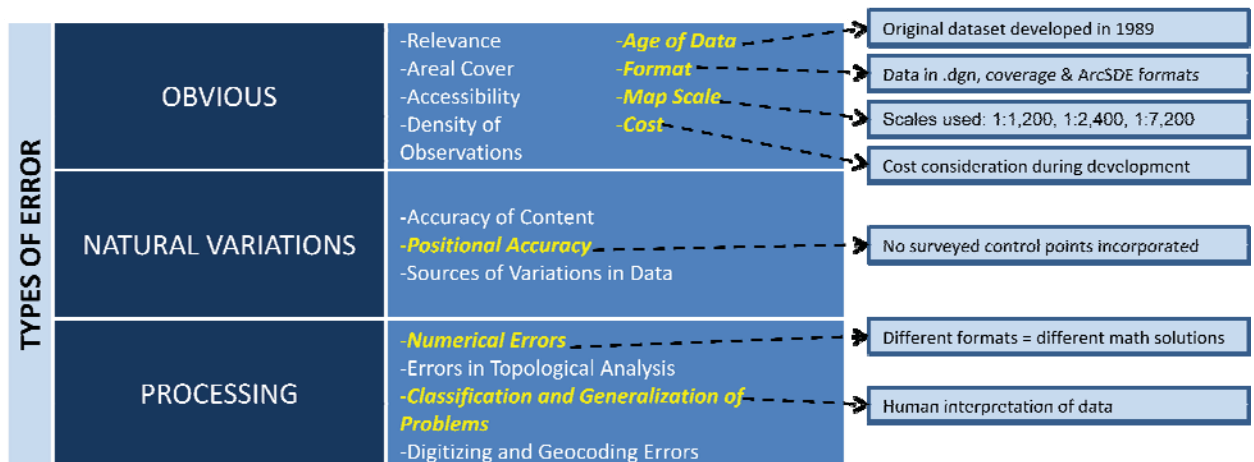 TYPES OF ERROR
OBVIOUS
-Relevance
-Areal Cover
-Accessibility
-Density of
Observations
-Age of Data
-Format
-Map Scale
-Cost
Original dataset developed in 1989
Data in .dgn, coverage & ArcSDE formats
Scales used: 1:1,200, 1:2,400, 1:7,200
Cost consideration during development
NATURAL VARIATIONS
-Accuracy of Content
-Positional Accuracy
-Sources of Variations in Data
No surveyed control points incorporated
PROCESSING
-Numerical Errors
-Errors in Topological Analysis
-Classification and Generalization of
Problems
-Digitizing and Geocoding Errors
Different formats = different math solutions
Human interpretation of data